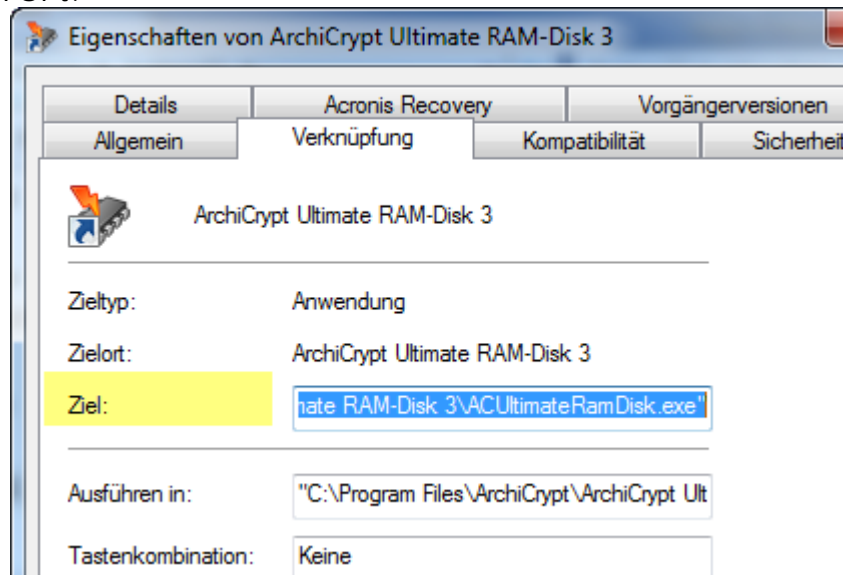 Eigenschaften von ArchiCrypt Ultimate RAM-Disk 3
Details Acronis Recovery Vorgängerversionen
Allgemein Verknüpfung Kompatibilität Sicherheit
ArchiCrypt Ultimate RAM-Disk 3
Zieltyp: Anwendung
Zielort: ArchiCrypt Ultimate RAM-Disk 3
Ziel: nate RAM-Disk 3\ACUltimateRamDisk.exe"
Ausführen in: "C:\Program Files\ArchiCrypt\ArchiCrypt Ult
Tastenkombination: Keine